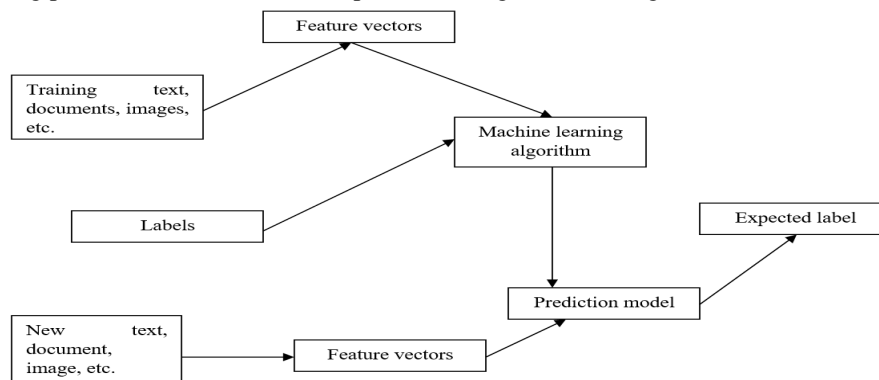 Feature vectors
Training text,
documents, images,
etc.
Machine learning
algorithm
Labels
Expected label
Prediction model
New text,
document,
image, etc.
Feature vectors